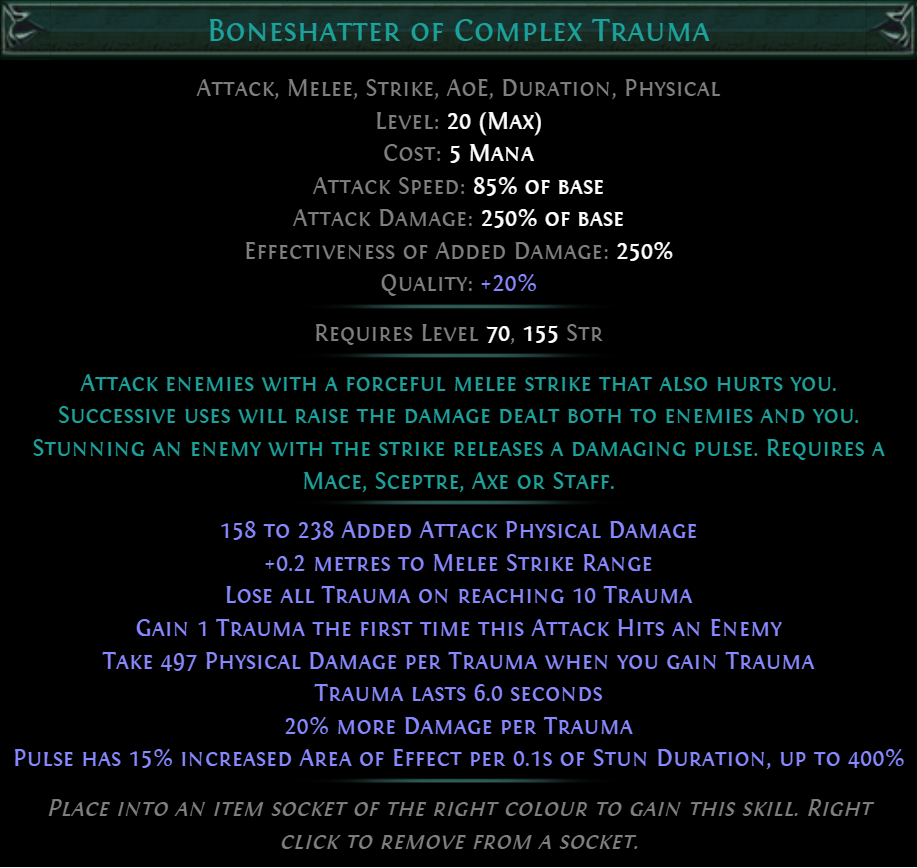 Boneshatter of Complex Trauma
Attack, Melee, Strike, AoE, Duration, Physical
Level: 20 (Max)
Cost: 5 Mana
Attack Speed: 85% of base
Attack Damage: 250% of base
Effectiveness of Added Damage: 250%
Quality: +20%
Requires Level 70, 155 Str
Attack enemies with a forceful melee strike that also hurts you.
Successive uses will raise the damage dealt both to enemies and you.
Stunning an enemy with the strike releases a damaging pulse. Requires a
Mace, Sceptre, Axe or Staff.
158 to 238 Added Attack Physical Damage
+0.2 metres to Melee Strike Range
Lose all Trauma on reaching 10 Trauma
Gain 1 Trauma the first time this Attack Hits an Enemy
Take 497 Physical Damage per Trauma when you gain Trauma
Trauma lasts 6.0 seconds
20% more Damage per Trauma
Pulse has 15% increased Area of Effect per 0.1s of Stun Duration, up to 400%
Place into an item socket of the right colour to gain this skill. Right
click to remove from a socket.